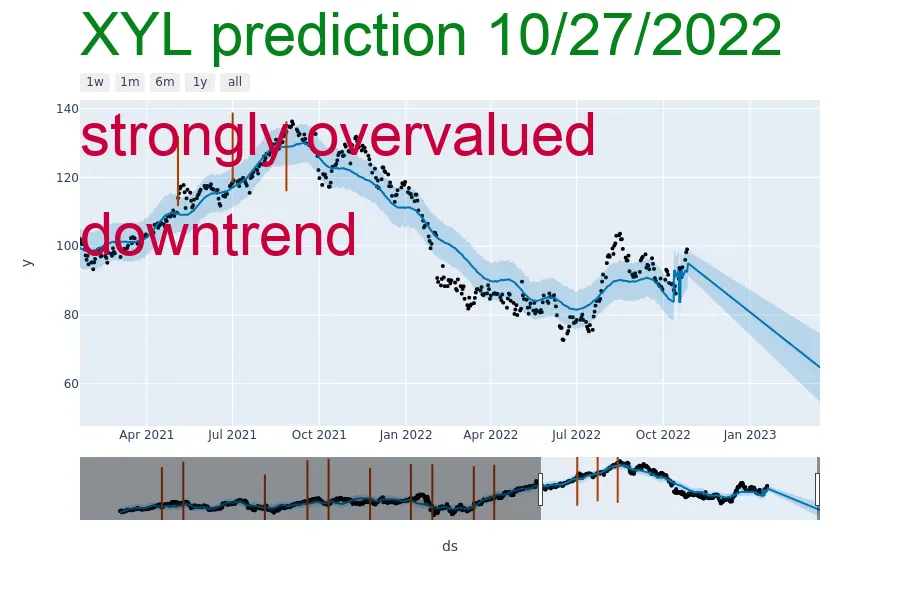 XYL prediction 10/27/2022
1w 1m 6m 1y all
strongly overvalued
downtrend
140
120
100
80
60
y
Apr 2021 Jul 2021 Oct 2021 Jan 2022 Apr 2022 Jul 2022 Oct 2022 Jan 2023
ds